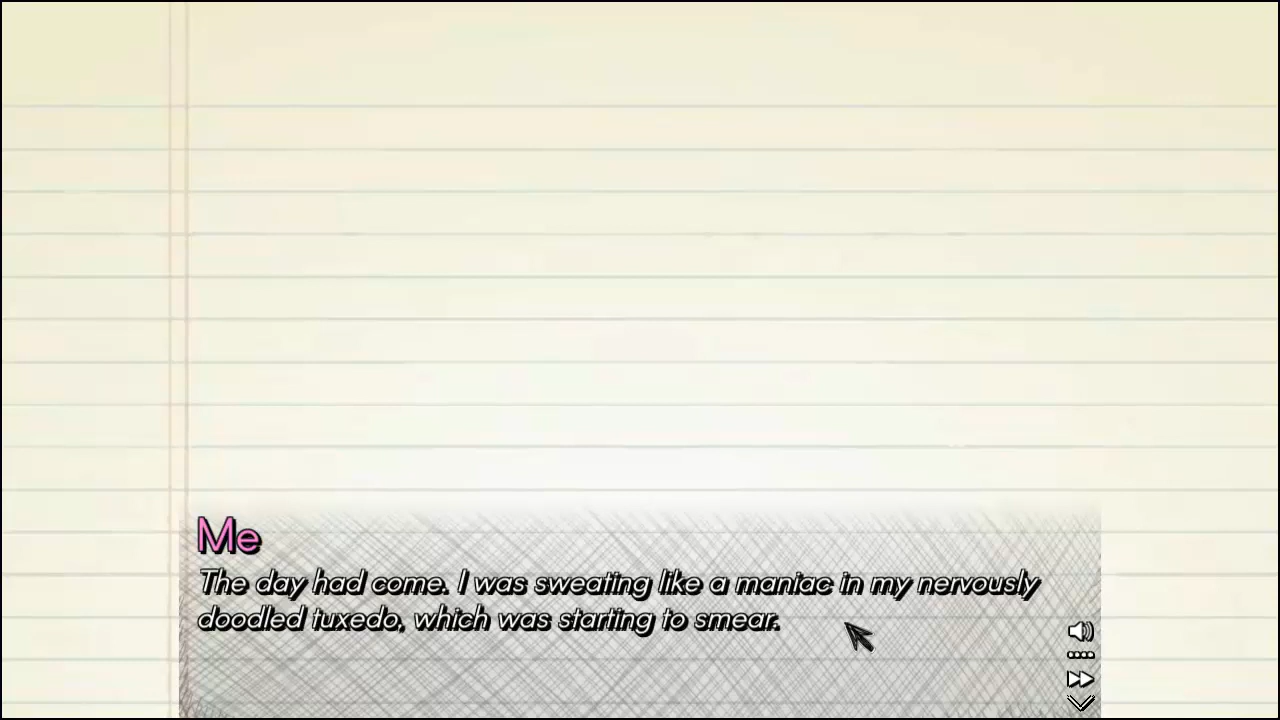 Me
The day had come. I was sweating like a maniac in my nervously
doodled tuxedo, which was starting to smear.